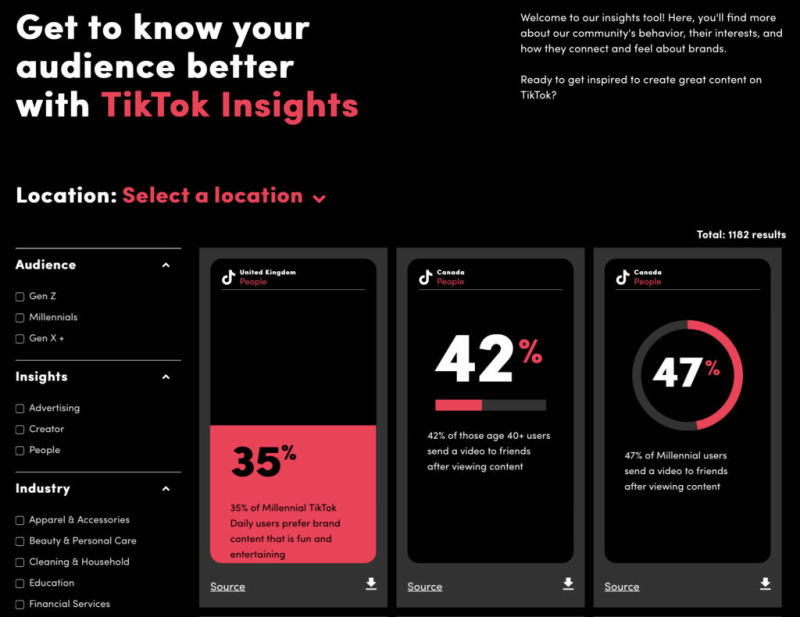 Get to know your
audience better
with TikTok Insights
Welcome to our insights tool! Here, you'll find more
about our community's behavior, their interests, and
how they connect and feel about brands.
Ready to get inspired to create great content on
TikTok?
Location: Select a location
Total: 1182 results
Audience
Gen Z
Millennials
Gen X +
Insights
Advertising
Creator
People
Industry
Apparel & Accessories
Beauty & Personal Care
Cleaning & Household
Education
Financial Services
United Kingdom
People
35%
35% of Millennial TikTok
Daily users prefer brand
content that is fun and
entertaining
Source
Canada
People
42%
42% of those age 40+ users
send a video to friends
after viewing content
Source
Canada
People
47%
47% of Millennial users
send a video to friends
after viewing content
Source